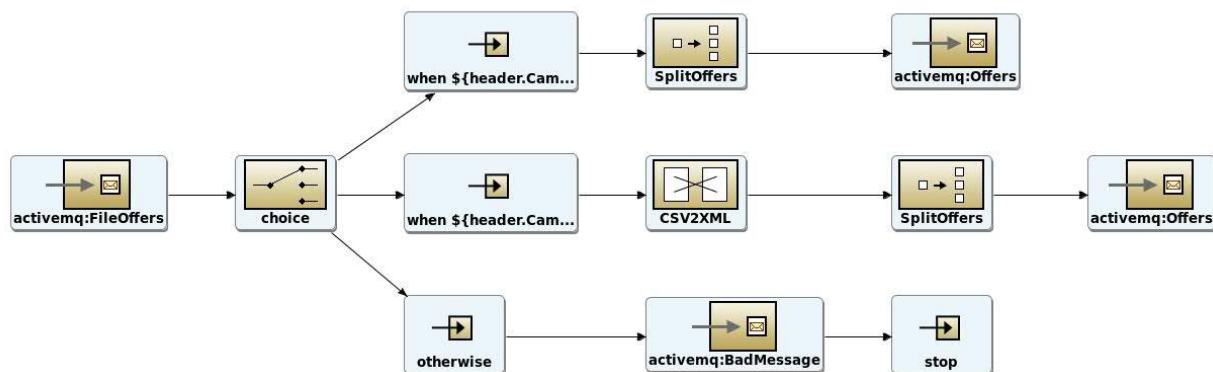 when ${header.Cam...
SplitOffers
activemq:Offers
activemq:FileOffers
choice
when ${header.Cam...
CSV2XML
SplitOffers
activemq:Offers
otherwise
activemq:BadMessage
stop